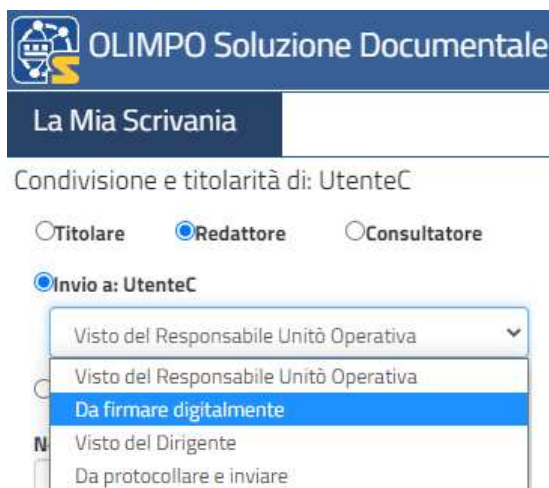 OLIMPO Soluzione Documentale
La Mia Scrivania
Condivisione e titolarità di: UtenteC
Titolare Redattore Consultatore
Invio a: UtenteC
Visto del Responsabile Unitò Operativa
Visto del Responsabile Unitò Operativa
Da firmare digitalmente
Visto del Dirigente
Da protocollare e inviare